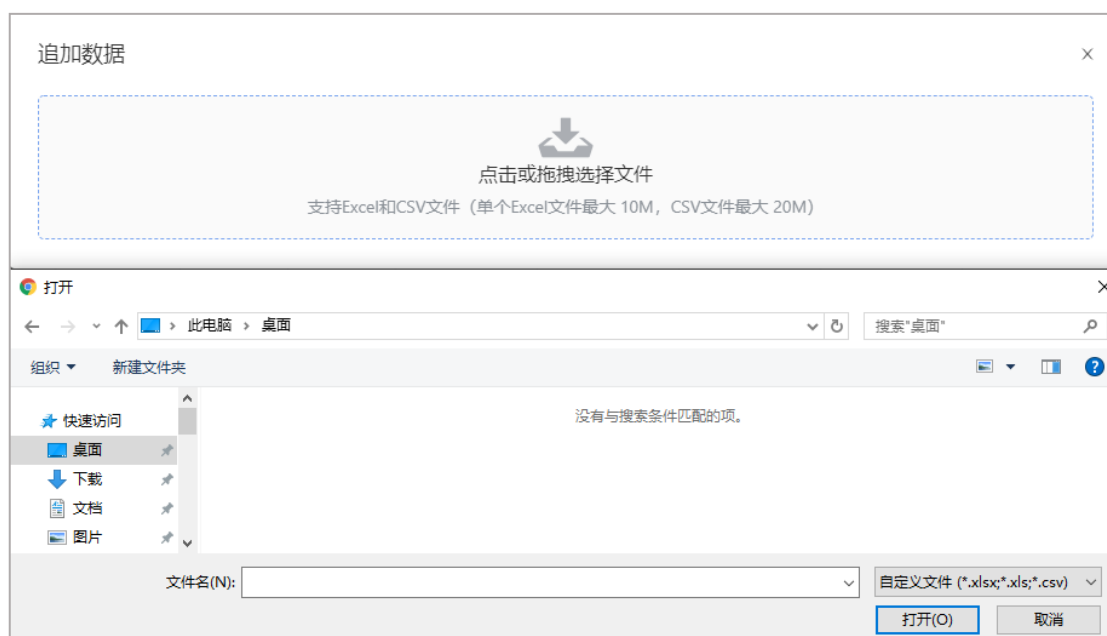 追加数据
点击或拖拽选择文件
支持Excel和CSV文件（单个Excel文件最大 10M，CSV文件最大 20M）
打开
此电脑 > 桌面
搜索"桌面"
组织
新建文件夹
没有与搜索条件匹配的项。
快速访问
桌面
下载
文档
图片
文件名(N):
自定义文件 (*.xlsx;*.xls;*.csv)
打开(O)
取消